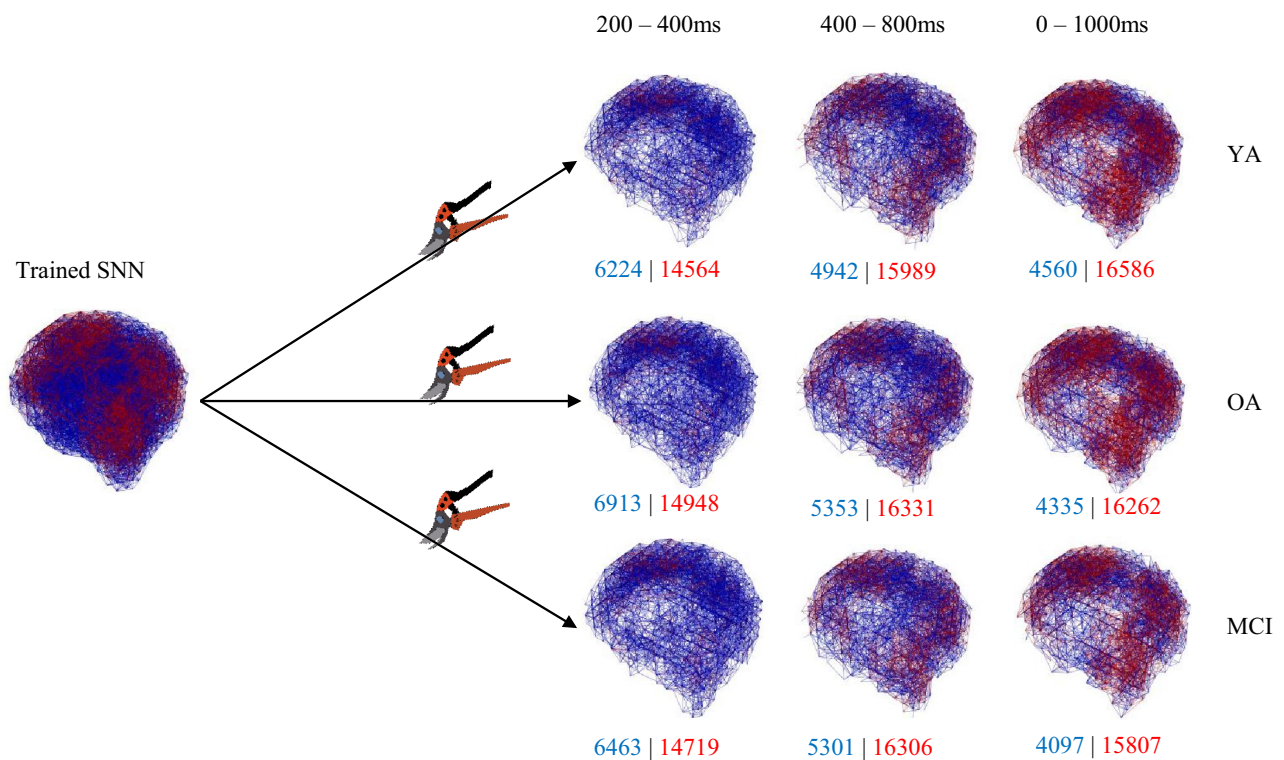 200 – 400ms 400 – 800ms 0 – 1000ms
YA
6224 | 14564 4942 | 15989 4560 | 16586
Trained SNN
OA
6913 | 14948 5353 | 16331 4335 | 16262
MCI
6463 | 14719 5301 | 16306 4097 | 15807